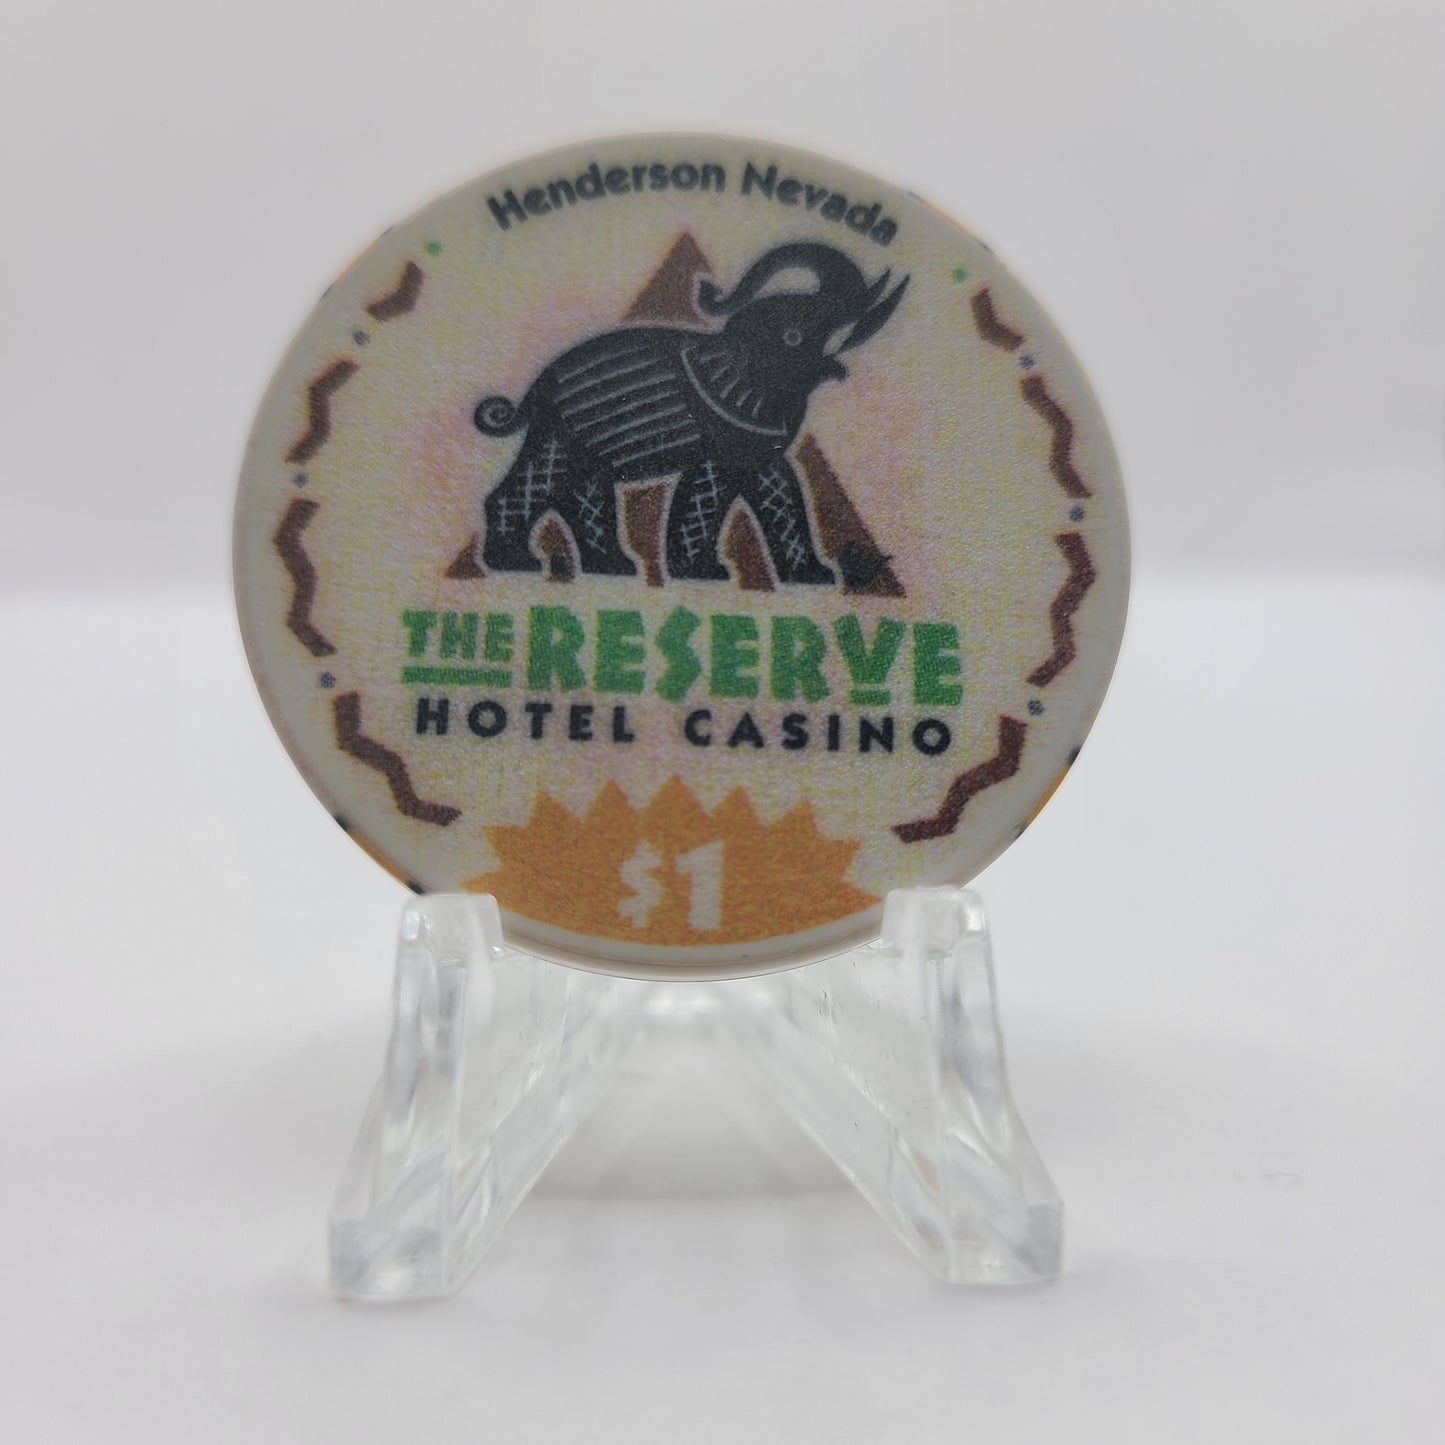 Henderson Nevada
THE RESERVE
HOTEL CASINO
$1